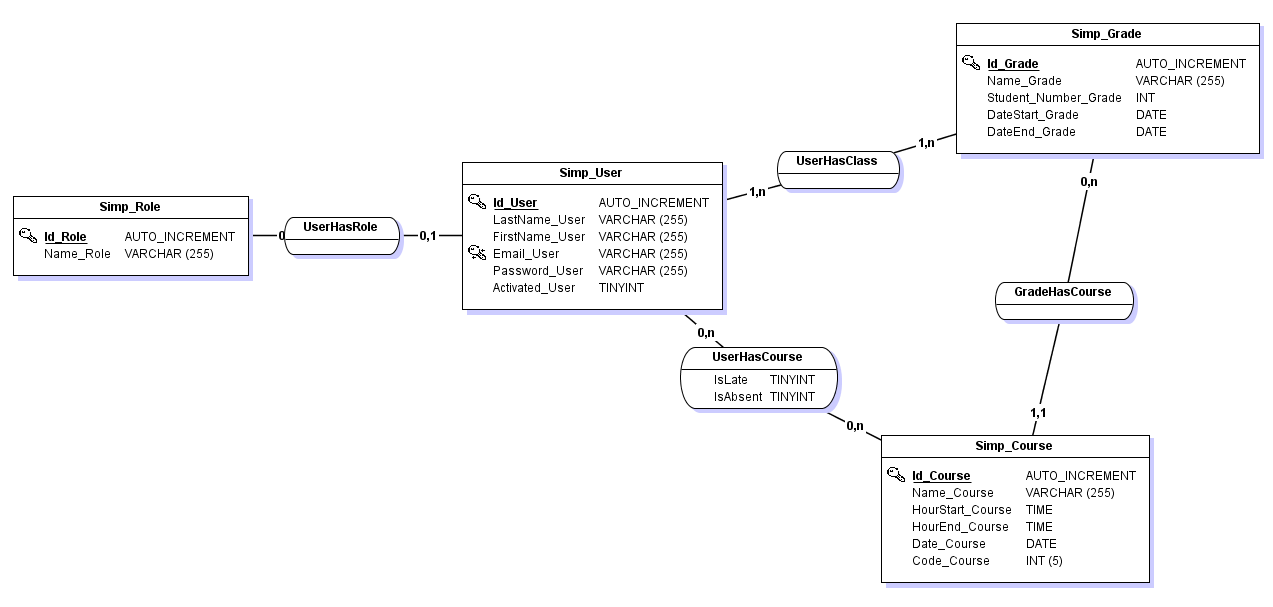 Simp_Grade
Id_Grade AUTO_INCREMENT
Name_Grade VARCHAR (255)
Student_Number_Grade INT
DateStart_Grade DATE
DateEnd_Grade DATE
1,n
UserHasClass
1,n
0,n
Simp_User
Id_User AUTO_INCREMENT
LastName_User VARCHAR (255)
FirstName_User VARCHAR (255)
Email_User VARCHAR (255)
Password_User VARCHAR (255)
Activated_User TINYINT
Simp_Role
Id_Role AUTO_INCREMENT
Name_Role VARCHAR (255)
0
UserHasRole
0,1
GradeHasCourse
0,n
UserHasCourse
IsLate TINYINT
IsAbsent TINYINT
0,n
1,1
Simp_Course
Id_Course AUTO_INCREMENT
Name_Course VARCHAR (255)
HourStart_Course TIME
HourEnd_Course TIME
Date_Course DATE
Code_Course INT (5)